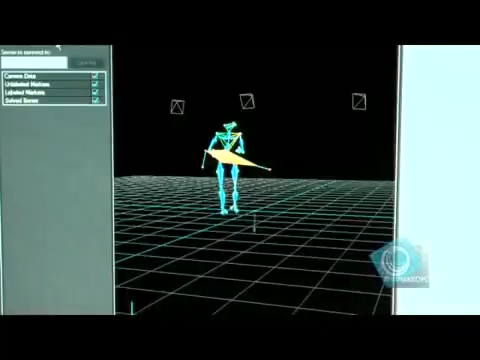 Server to connect to:
Camera Data
Unlabeled Markers
Labeled Markers
Solved Bones